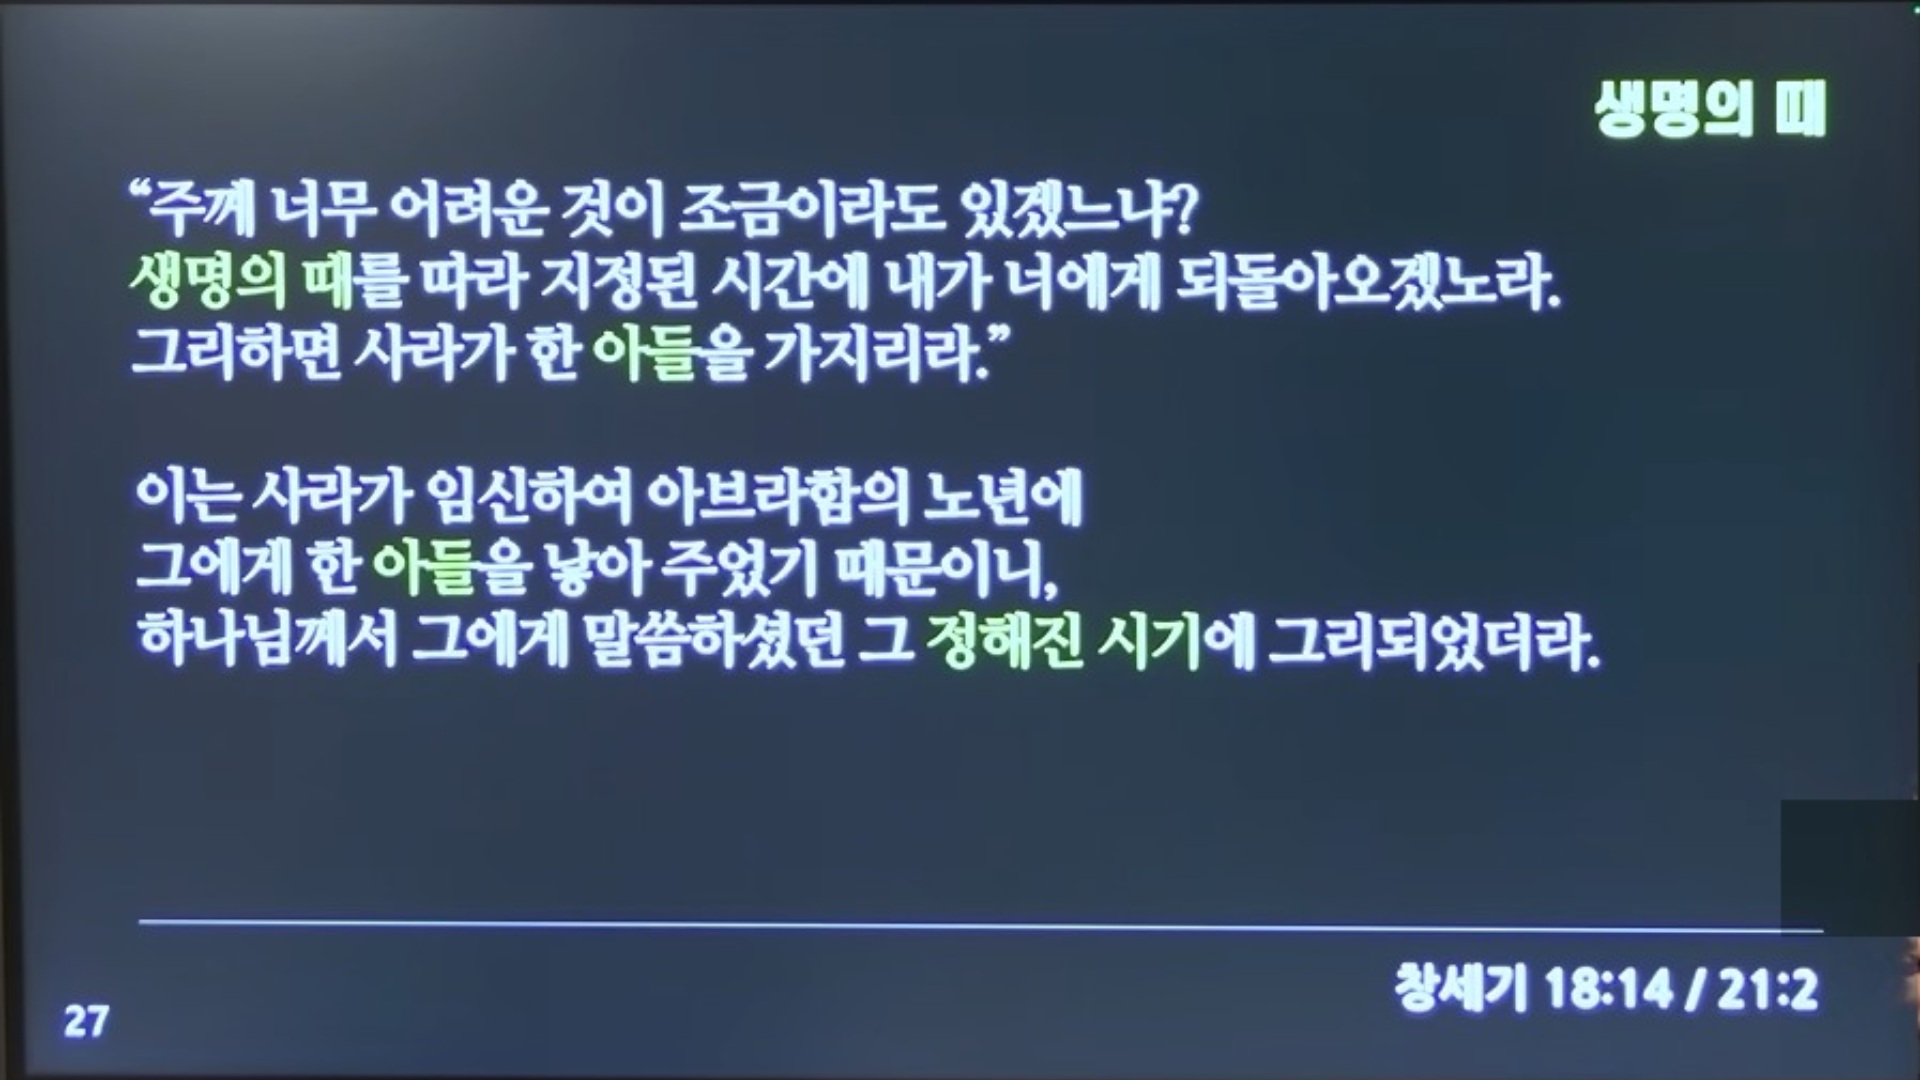 생명의 때
“주께 너무 어려운 것이 조금이라도 있겠느냐?
생명의 때를 따라 지정된 시간에 내가 너에게 되돌아오겠노라.
그리하면 사라가 한 아들을 가지리라.”
이는 사라가 임신하여 아브라함의 노년에
그에게 한 아들을 낳아 주었기 때문이니,
하나님께서 그에게 말씀하셨던 그 정해진 시기에 그리되었더라.
창세기 18:14 / 21:2
27